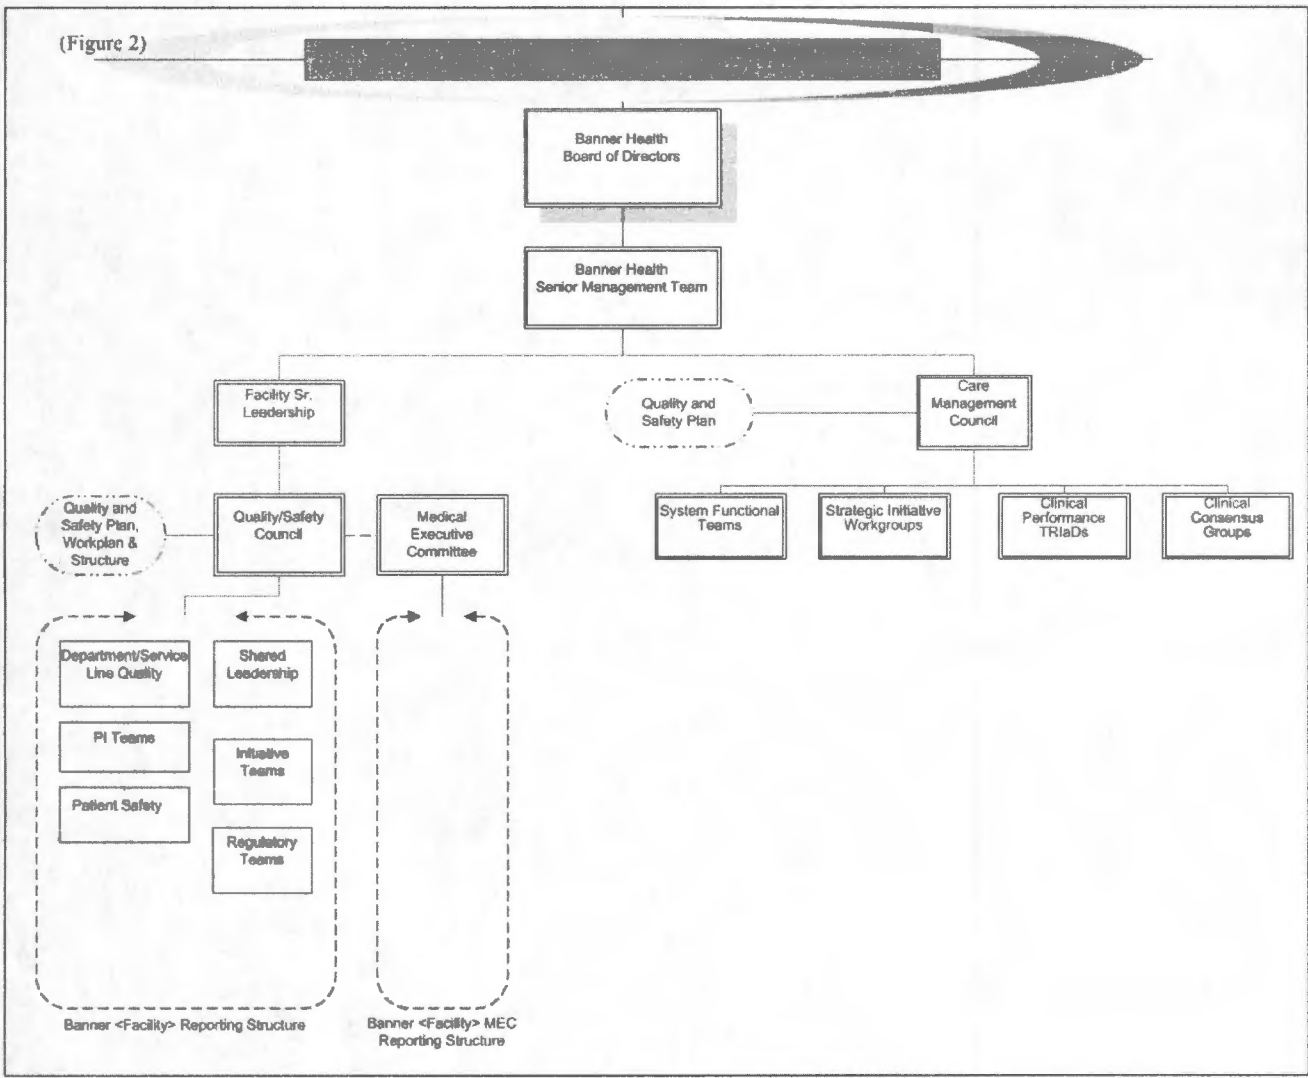 (Figure 2)
Banner Health
Board of Directors
Banner Health
Senior Management Team
Facility Sr.
Leadership
Quality and
Safety Plan
Care
Management
Council
Quality and
Safety Plan,
Workplan &
Structure
Quality/Safety
Council
Medical
Executive
Committee
System Functional
Teams
Strategic Initiative
Workgroups
Clinical
Performance
TRIaDs
Clinical
Consensus
Groups
Department/Service
Line Quality
Shared
Leadership
PI Teams
Initiative
Teams
Patient Safety
Regulatory
Teams
Banner <Facility> Reporting Structure
Banner <Facility> MEC
Reporting Structure